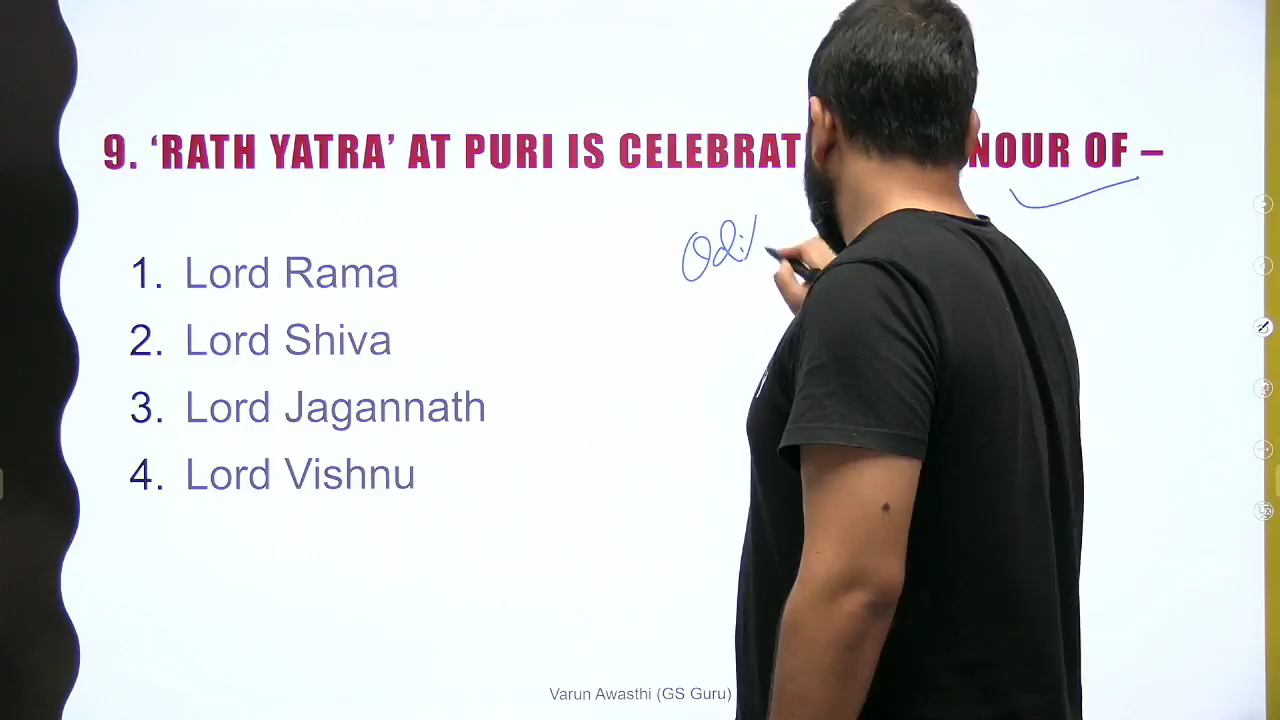 9. ‘RATH YATRA’ AT PURI IS CELEBRAT NOUR OF –
Odi
1. Lord Rama
2. Lord Shiva
3. Lord Jagannath
4. Lord Vishnu
Varun Awasthi (GS Guru)